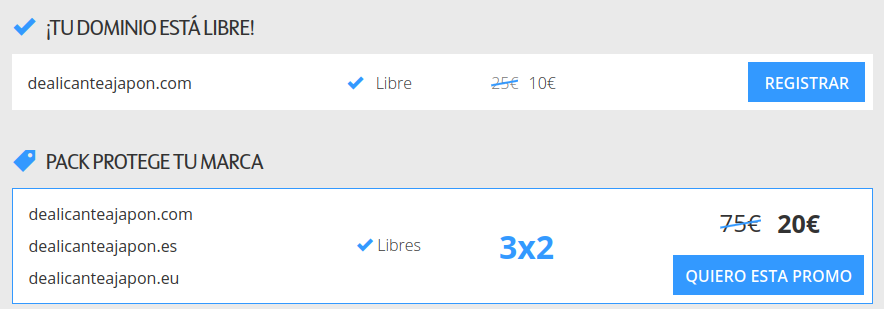 ¡TU DOMINIO ESTÁ LIBRE!
dealicanteajapon.com Libre 25€ 10€ REGISTRAR
PACK PROTEGE TU MARCA
dealicanteajapon.com
dealicanteajapon.es
dealicanteajapon.eu
Libres
3x2
75€ 20€
QUIERO ESTA PROMO